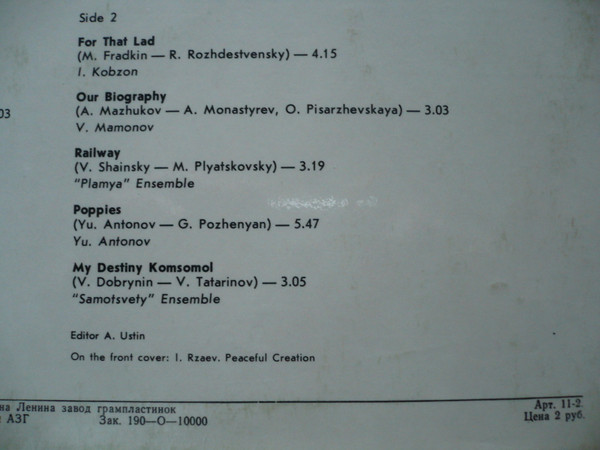 Side 2
For That Lad
(M. Fradkin — R. Rozhdestvensky) — 4.15
I. Kobzon
Our Biography
(A. Mazhukov — A. Monastyrev, O. Pisarzhevskaya) — 3.03
03
V. Mamonov
Railway
(V. Shainsky — M. Plyatskovsky) — 3.19
"Plamya" Ensemble
Poppies
(Yu. Antonov — G. Pozhenyan) — 5.47
Yu. Antonov
My Destiny Komsomol
(V. Dobrynin — V. Tatarinov) — 3.05
"Samotsvety" Ensemble
Editor A. Ustin
On the front cover: I. Rzaev. Peaceful Creation
на Ленина завод грампластинок Арт. 11-2.
АЗГ Зак. 190—О—10000 Цена 2 руб.